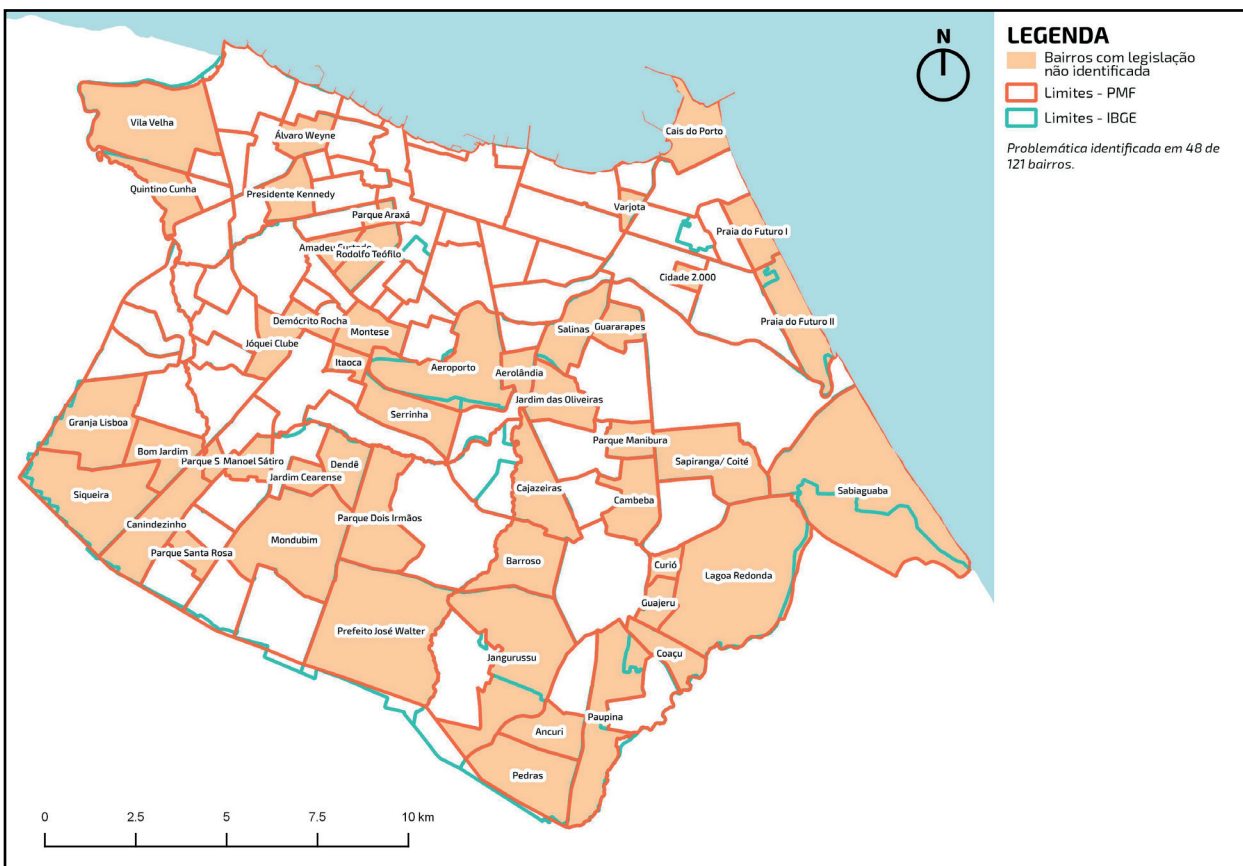 N
LEGENDA
Bairros com legislação
não identificada
Limites - PMF
Limites - IBGE
Problemática identificada em 48 de
121 bairros.
Vila Velha
Álvaro Weyne
Cais do Porto
Quintino Cunha
Presidente Kennedy
Parque Araxá
Varjota
Praia do Futuro I
Amadeu Furtado
Rodolfo Teófilo
Cidade 2.000
Demócrito Rocha
Montese
Salinas
Guararapes
Praia do Futuro II
Jóquei Clube
Itaoca
Aeroporto
Aerolândia
Jardim das Oliveiras
Serrinha
Granja Lisboa
Parque Manibura
Bom Jardim
Parque S
Manoel Sátiro
Dendê
Sapiranga/ Coité
Jardim Cearense
Siqueira
Cajazeiras
Cambeba
Sabiaguaba
Canindezinho
Parque Dois Irmãos
Parque Santa Rosa
Mondubim
Barroso
Curió
Lagoa Redonda
Guajeru
Prefeito José Walter
Jangurussu
Coaçu
Paupina
Ancuri
Pedras
0 2.5 5 7.5 10 km